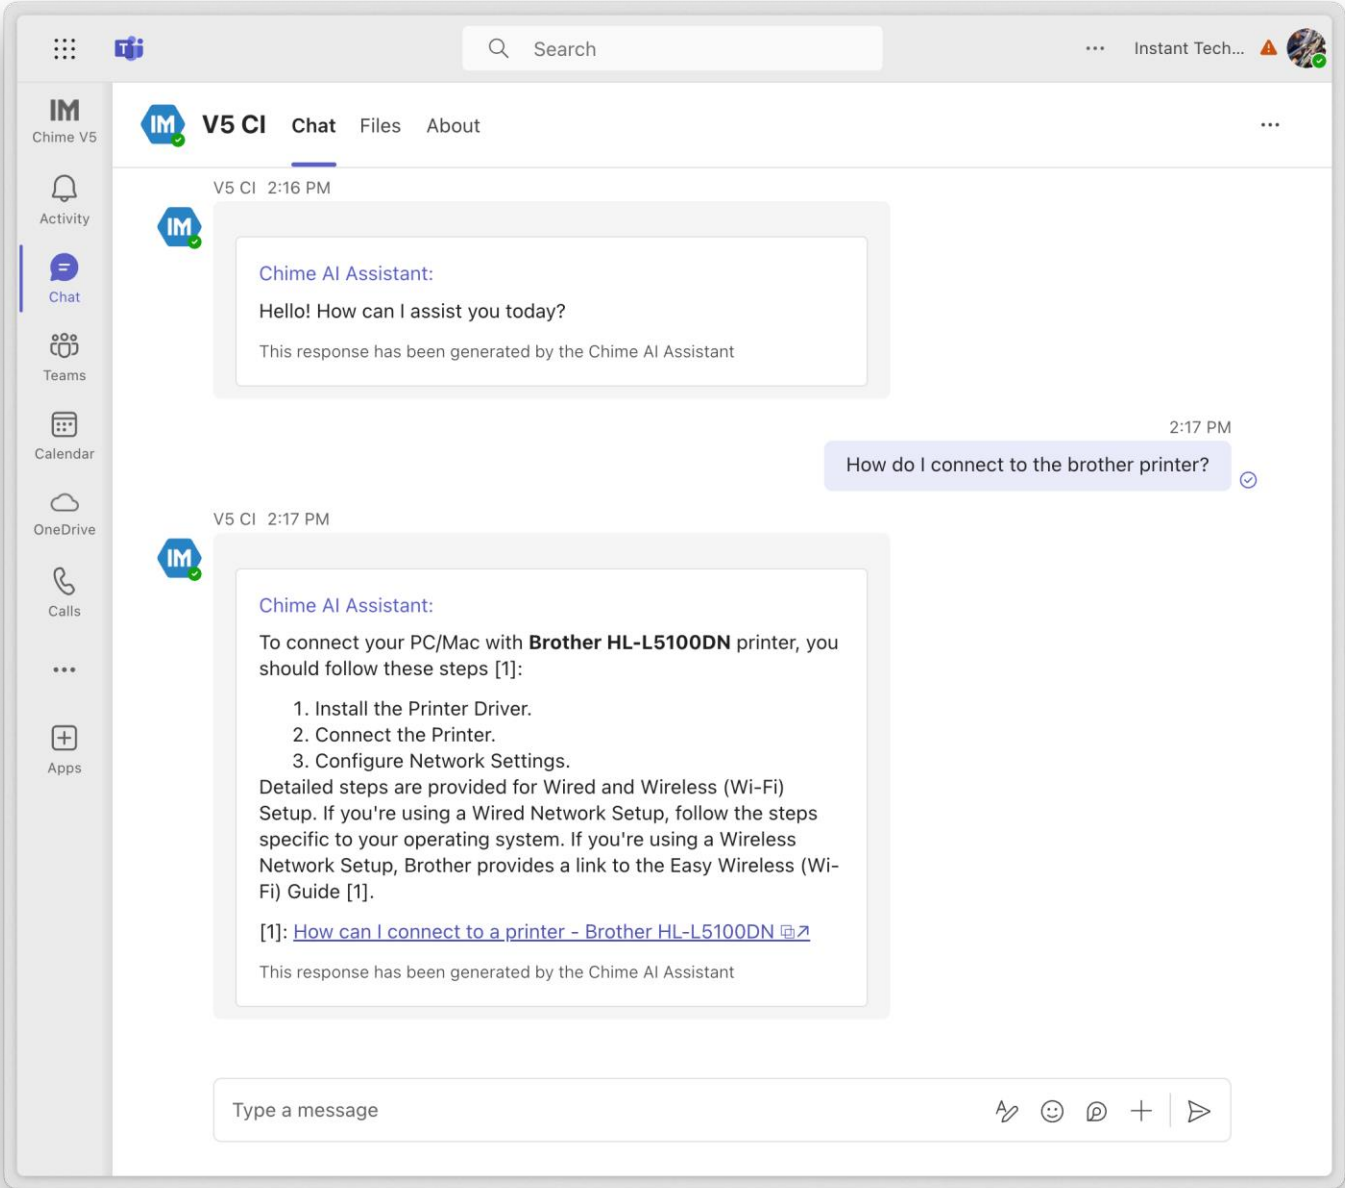 Search
Instant Tech...
IM
Chime V5
Activity
Chat
Teams
Calendar
OneDrive
Calls
Apps
IM
V5 CI
Chat
Files
About
V5 CI 2:16 PM
IM
Chime AI Assistant:
Hello! How can I assist you today?
This response has been generated by the Chime AI Assistant
2:17 PM
How do I connect to the brother printer?
V5 CI 2:17 PM
IM
Chime AI Assistant:
To connect your PC/Mac with Brother HL-L5100DN printer, you
should follow these steps [1]:
1. Install the Printer Driver.
2. Connect the Printer.
3. Configure Network Settings.
Detailed steps are provided for Wired and Wireless (Wi-Fi)
Setup. If you're using a Wired Network Setup, follow the steps
specific to your operating system. If you're using a Wireless
Network Setup, Brother provides a link to the Easy Wireless (Wi-
Fi) Guide [1].
[1]: How can I connect to a printer - Brother HL-L5100DN
This response has been generated by the Chime AI Assistant
Type a message